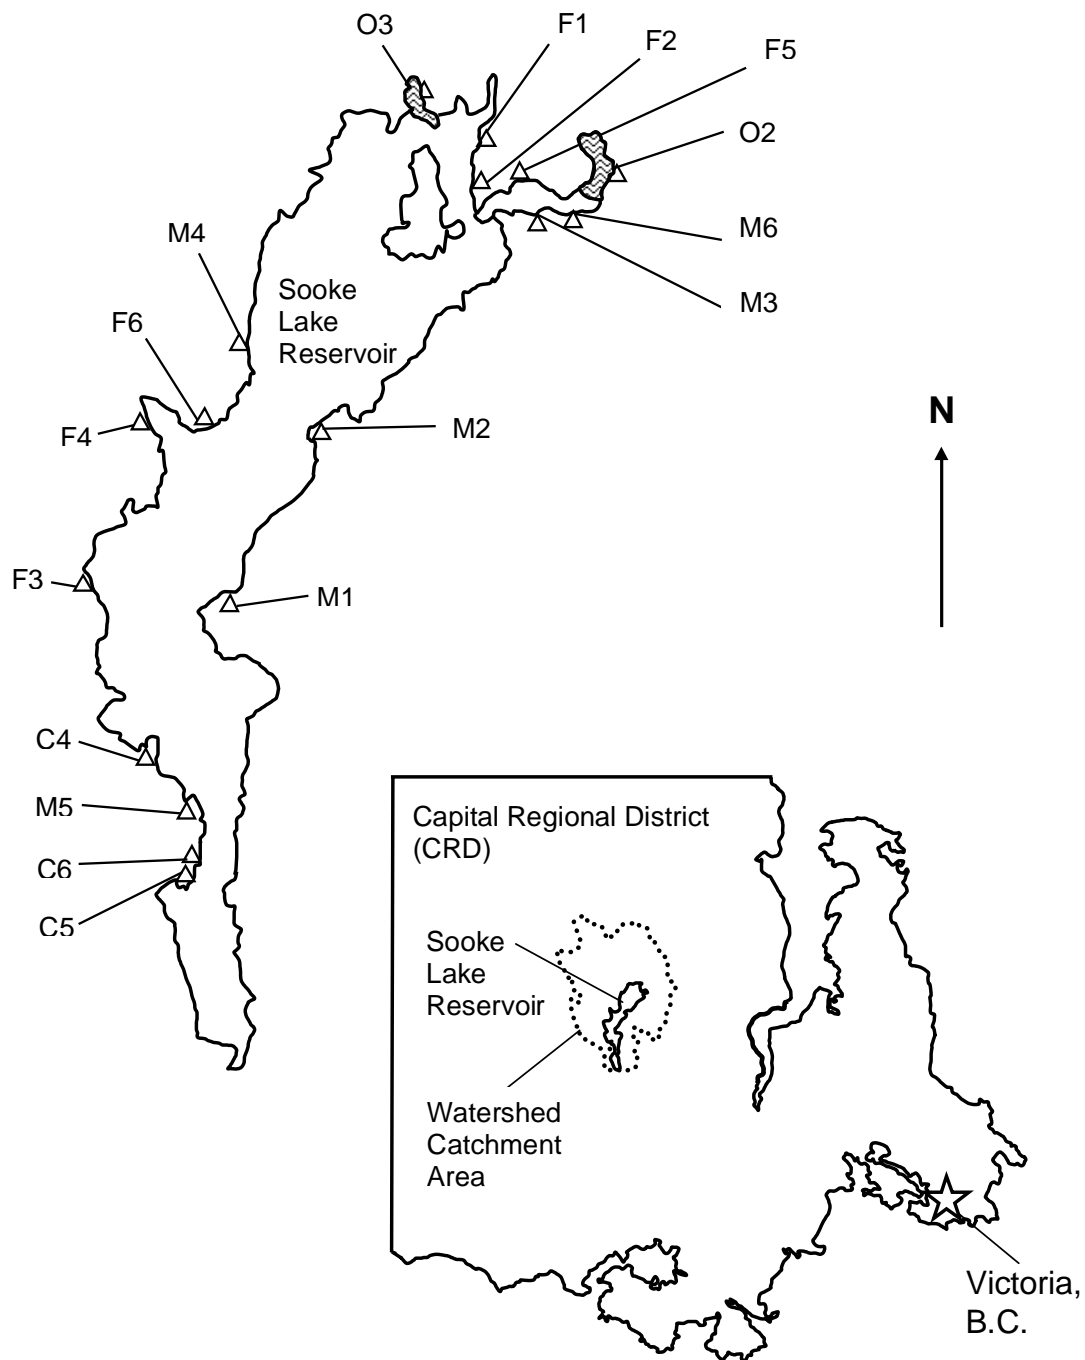 O3
F1
F2
F5
O2
M6
M3
M4
F6
Sooke
Lake
Reservoir
F4
M2
N
F3
M1
C4
M5
C6
C5
Capital Regional District
(CRD)
Sooke
Lake
Reservoir
Watershed
Catchment
Area
Victoria,
B.C.